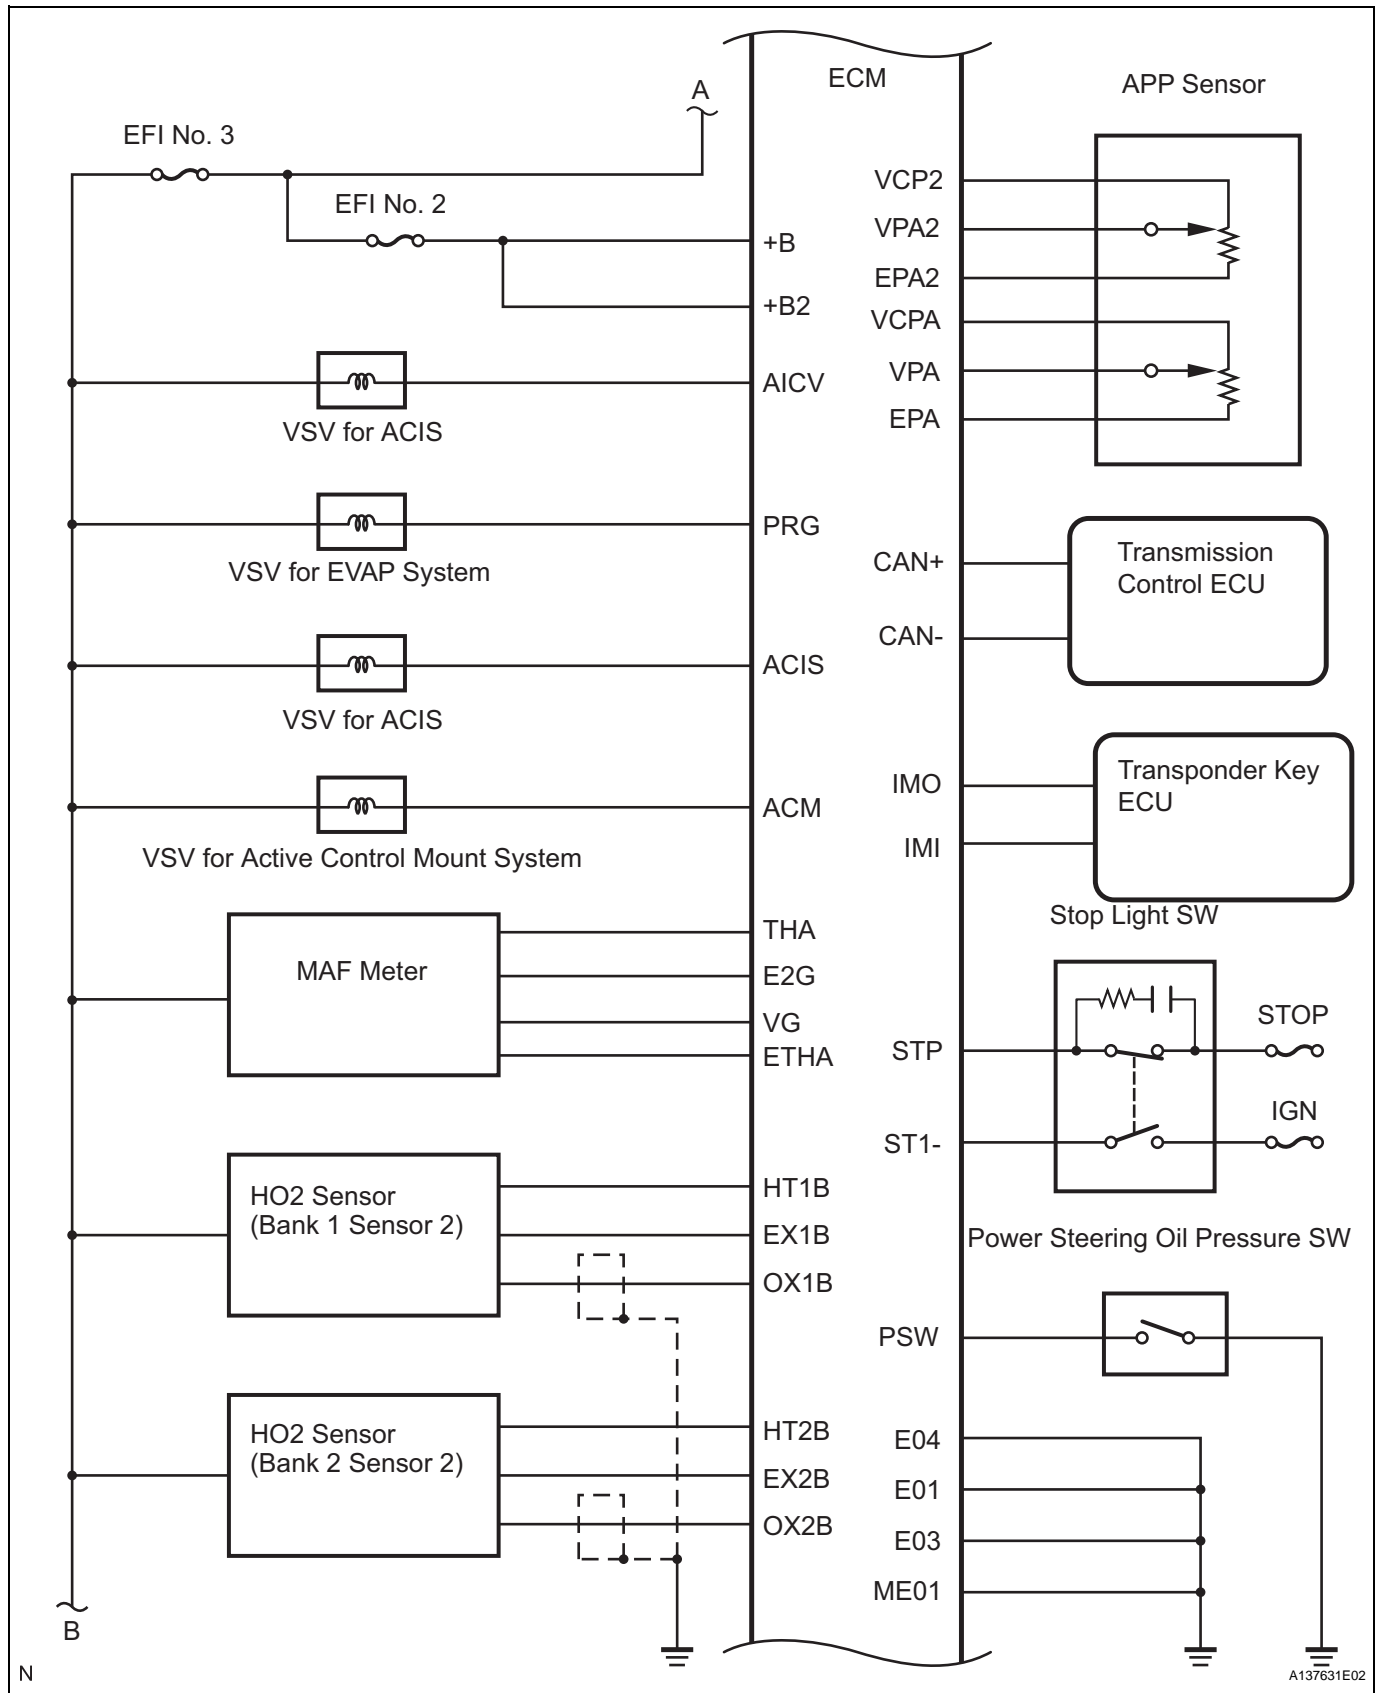 ECM
APP Sensor
A
EFI No. 3
EFI No. 2
+B
+B2
VSV for ACIS
AICV
VSV for EVAP System
PRG
VSV for ACIS
ACIS
VSV for Active Control Mount System
ACM
MAF Meter
THA
E2G
VG
ETHA
HO2 Sensor
(Bank 1 Sensor 2)
HT1B
EX1B
OX1B
HO2 Sensor
(Bank 2 Sensor 2)
HT2B
EX2B
OX2B
B
VCP2
VPA2
EPA2
VCPA
VPA
EPA
CAN+
CAN-
Transmission
Control ECU
IMO
IMI
Transponder Key
ECU
Stop Light SW
STP
STOP
ST1-
IGN
Power Steering Oil Pressure SW
PSW
E04
E01
E03
ME01
N
A137631E02